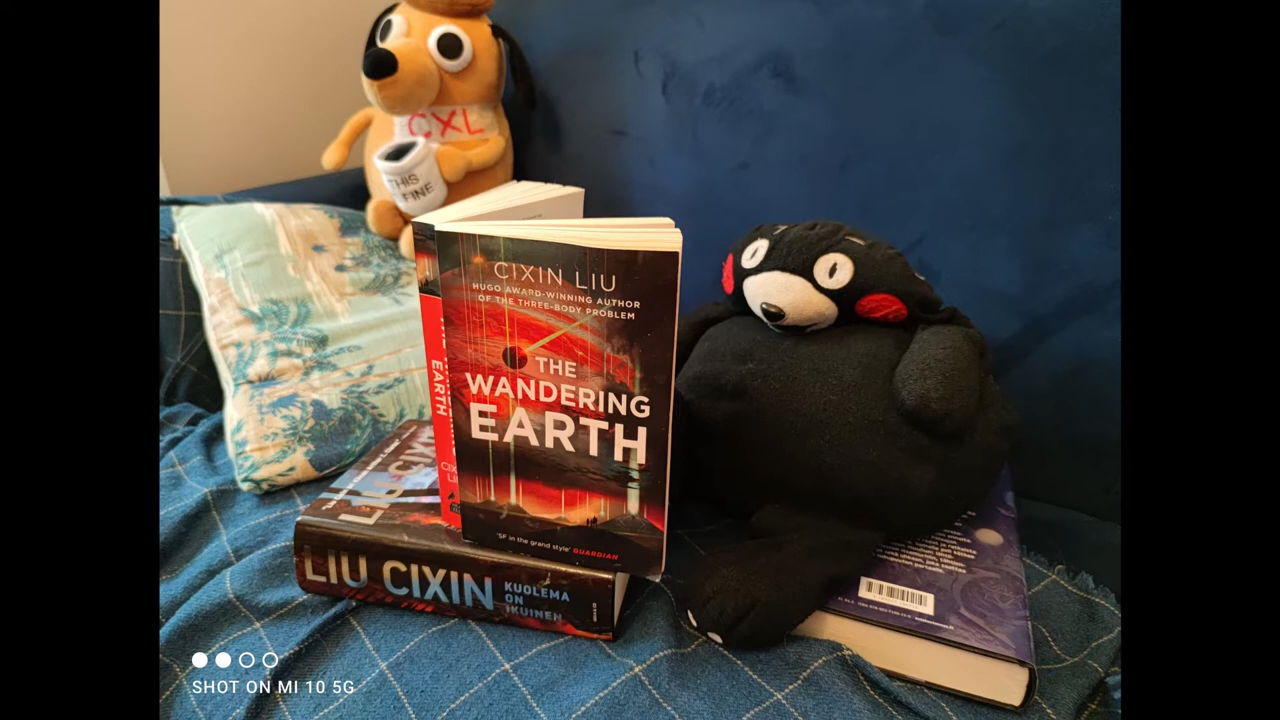 CXL
THIS
FINE
CIXIN LIU
HUGO AWARD-WINNING AUTHOR
OF THE THREE-BODY PROBLEM
THE
WANDERING
EARTH
'SF in the grand style' GUARDIAN
EARTH
LIU CIXIN
LIU CIXIN
KUOLEMA
ON
IKUINEN
SHOT ON MI 10 5G